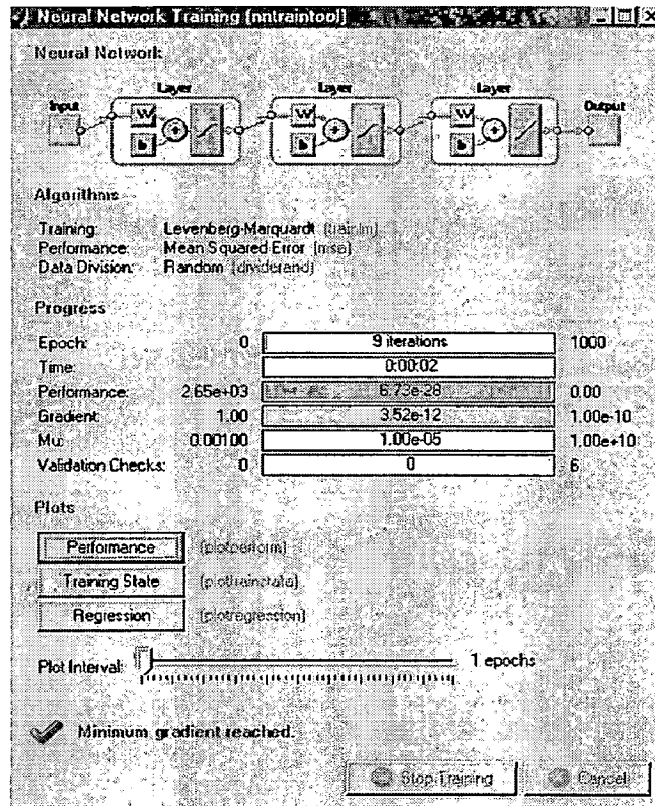 Neural Network Training (nntraintool)
Neural Network
Layer Layer Layer
Input Output
W W W
b b b
+ + +
Algorithms
Training: Levenberg-Marquardt (trainlm)
Performance: Mean Squared Error (mse)
Data Division: Random (dividerand)
Progress
Epoch: 0 9 iterations 1000
Time: 0:00:02
Performance: 2.65e+03 6.73e-28 0.00
Gradient: 1.00 3.52e-12 1.00e-10
Mu: 0.00100 1.00e-05 1.00e+10
Validation Checks: 0 0 6
Plots
Performance (plotperform)
Training State (plottrainstate)
Regression (plotregression)
Plot Interval: 1 epochs
Minimum gradient reached.
Stop Training Cancel